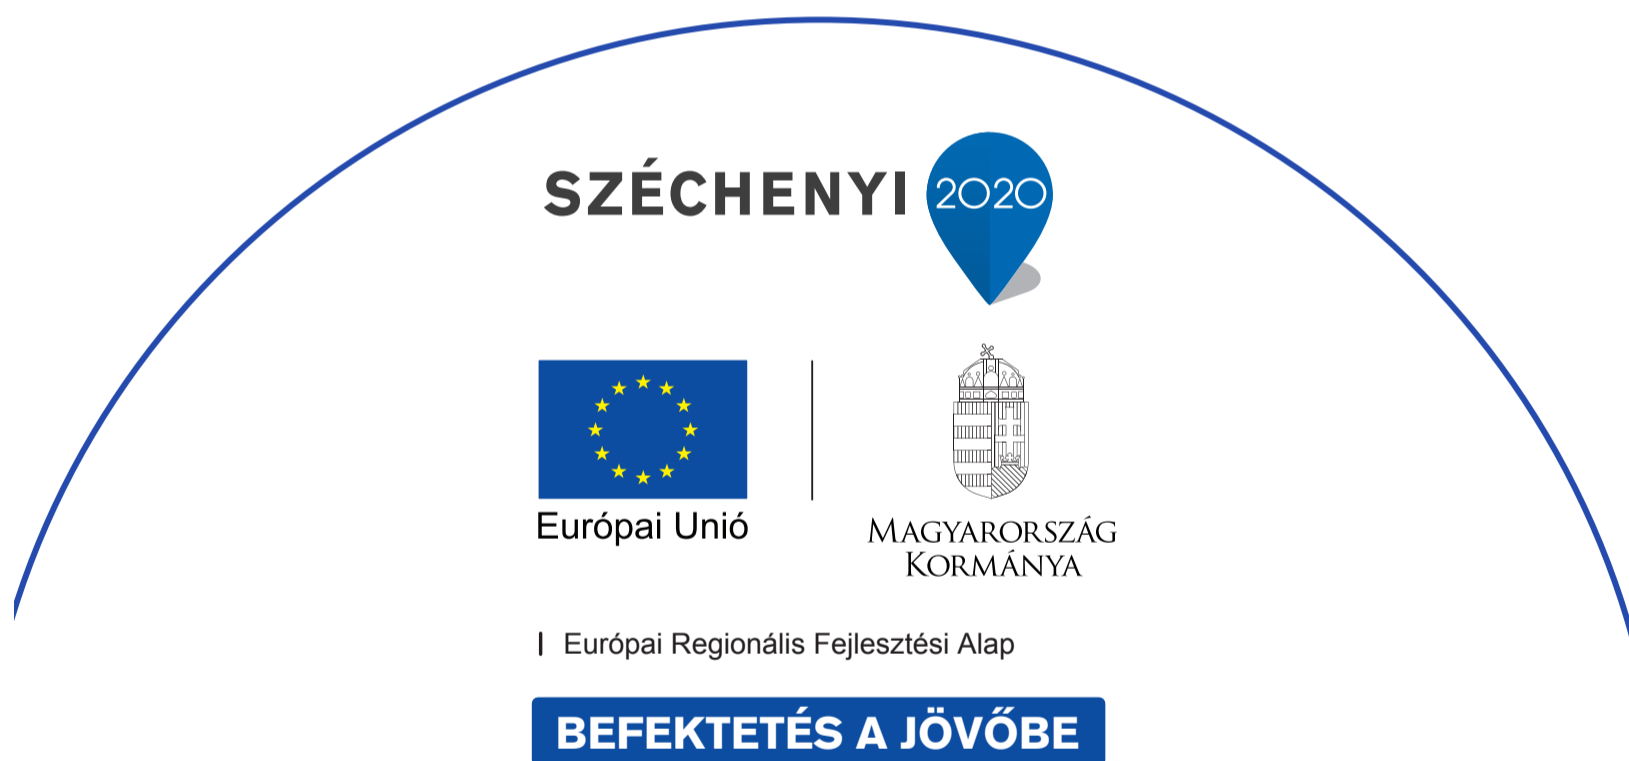 SZÉCHENYI 2020
Európai Unió
MAGYARORSZÁG
KORMÁNYA
Európai Regionális Fejlesztési Alap
BEFEKTETÉS A JÖVŐBE